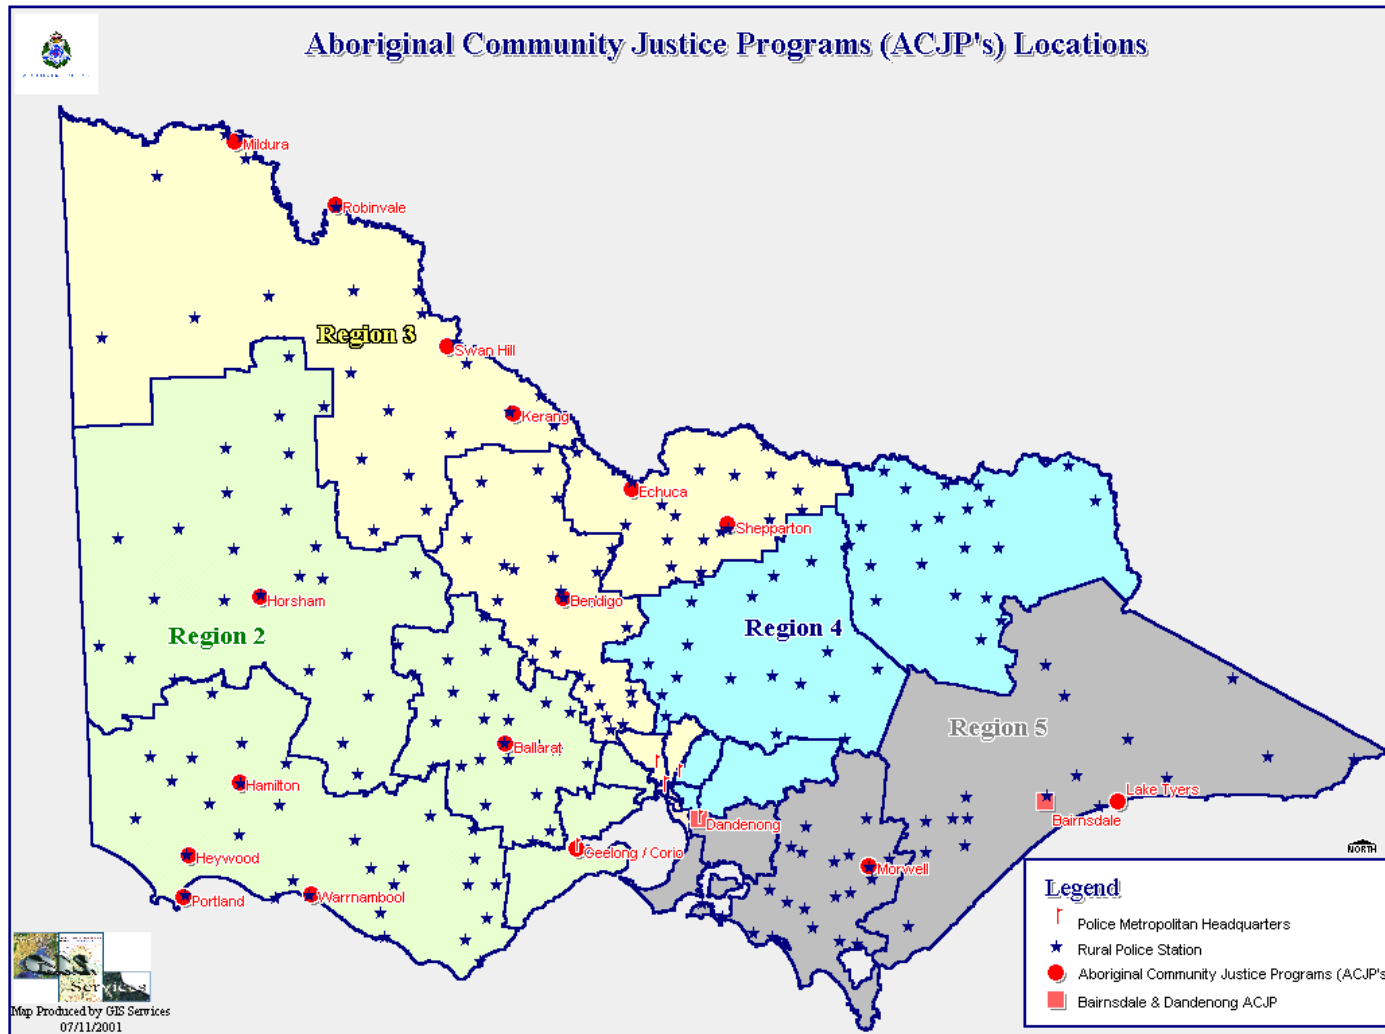 Aboriginal Community Justice Programs (ACJP's) Locations
Mildura
Robinvale
Region 3
Swan Hill
Kerang
Echuca
Shepparton
Horsham
Bendigo
Region 2
Region 4
Region 5
Ballarat
Hamilton
Lake Tyers
Bairnsdale
Dandenong
Geelong / Corio
Heywood
Morwell
Portland
Warrnambool
NORTH
Legend
Police Metropolitan Headquarters
Rural Police Station
Aboriginal Community Justice Programs (ACJP's
Bairnsdale & Dandenong ACJP
Services
Map Produced by GIS Services
07/11/2001